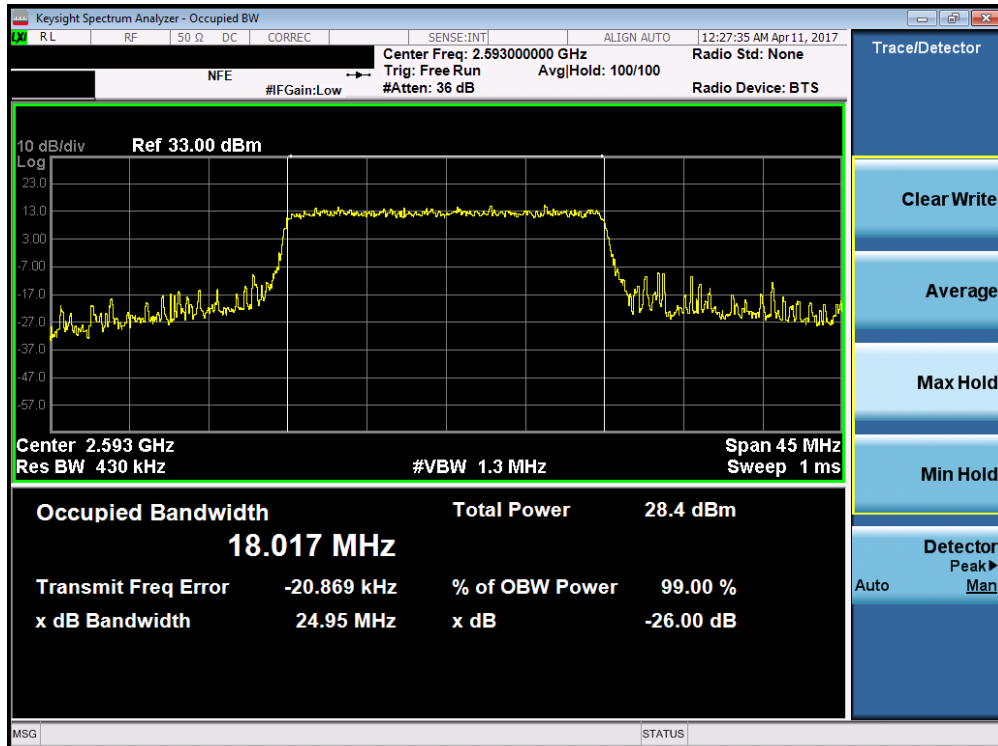 Keysight Spectrum Analyzer - Occupied BW
LXI RL RF 50 Ω DC CORREC SENSE:INT ALIGN AUTO 12:27:35 AM Apr 11, 2017
Center Freq: 2.593000000 GHz Radio Std: None
NFE Trig: Free Run Avg|Hold: 100/100
#IFGain:Low #Atten: 36 dB Radio Device: BTS
10 dB/div Ref 33.00 dBm
Log
23.0
13.0
3.00
-7.00
-17.0
-27.0
-37.0
-47.0
-57.0
Center 2.593 GHz Span 45 MHz
Res BW 430 kHz #VBW 1.3 MHz Sweep 1 ms
Occupied Bandwidth Total Power 28.4 dBm
18.017 MHz
Transmit Freq Error -20.869 kHz % of OBW Power 99.00 %
x dB Bandwidth 24.95 MHz x dB -26.00 dB
MSG STATUS
Trace/Detector
Clear Write
Average
Max Hold
Min Hold
Detector
Peak▶
Auto Man